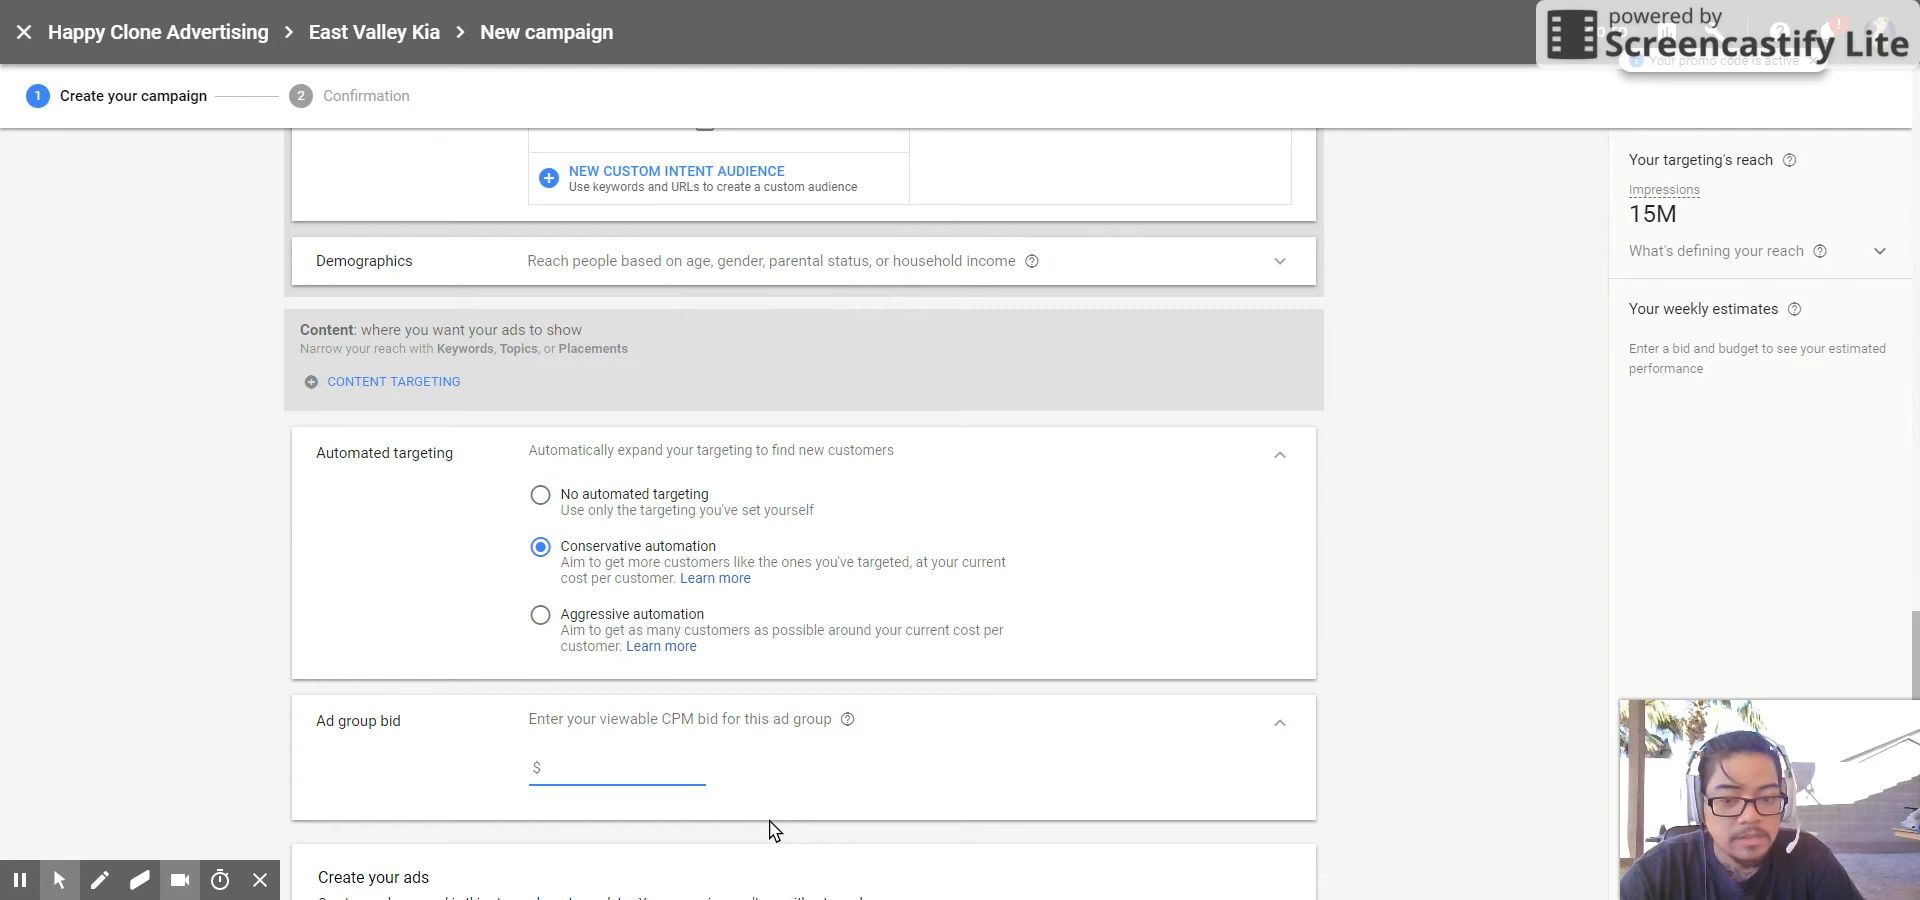 Happy Clone Advertising > East Valley Kia > New campaign
powered by
Screencastify Lite
Your promo code is active
1 Create your campaign 2 Confirmation
NEW CUSTOM INTENT AUDIENCE
Use keywords and URLs to create a custom audience
Demographics Reach people based on age, gender, parental status, or household income
Content: where you want your ads to show
Narrow your reach with Keywords, Topics, or Placements
CONTENT TARGETING
Automated targeting Automatically expand your targeting to find new customers
No automated targeting
Use only the targeting you've set yourself
Conservative automation
Aim to get more customers like the ones you've targeted, at your current
cost per customer. Learn more
Aggressive automation
Aim to get as many customers as possible around your current cost per
customer. Learn more
Ad group bid Enter your viewable CPM bid for this ad group
$
Create your ads
Your targeting's reach
Impressions
15M
What's defining your reach
Your weekly estimates
Enter a bid and budget to see your estimated
performance